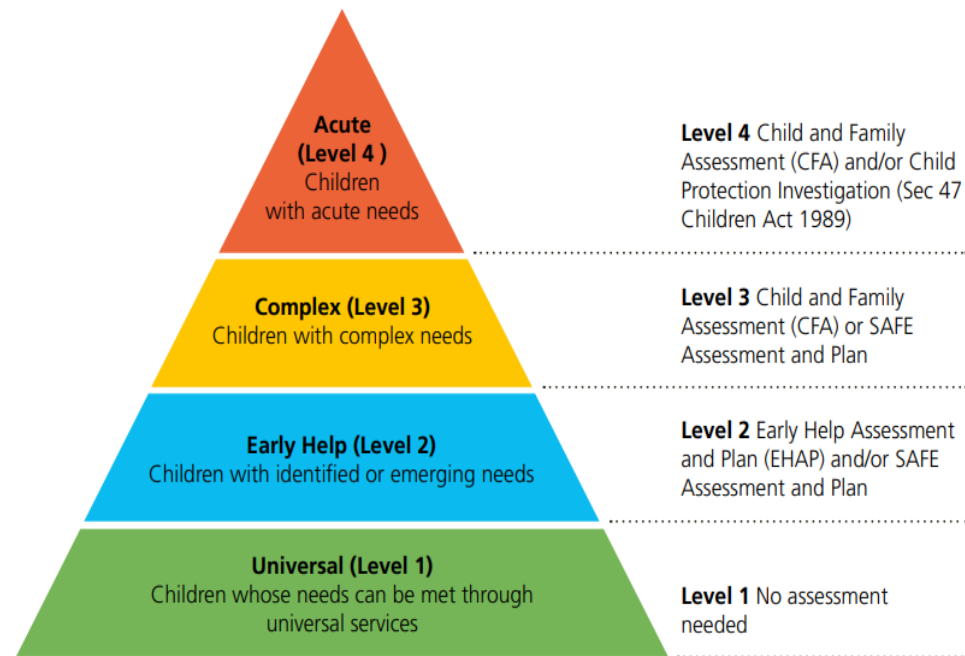 Acute
(Level 4 )
Children
with acute needs
Level 4 Child and Family
Assessment (CFA) and/or Child
Protection Investigation (Sec 47
Children Act 1989)
Complex (Level 3)
Children with complex needs
Level 3 Child and Family
Assessment (CFA) or SAFE
Assessment and Plan
Early Help (Level 2)
Children with identified or emerging needs
Level 2 Early Help Assessment
and Plan (EHAP) and/or SAFE
Assessment and Plan
Universal (Level 1)
Children whose needs can be met through
universal services
Level 1 No assessment
needed